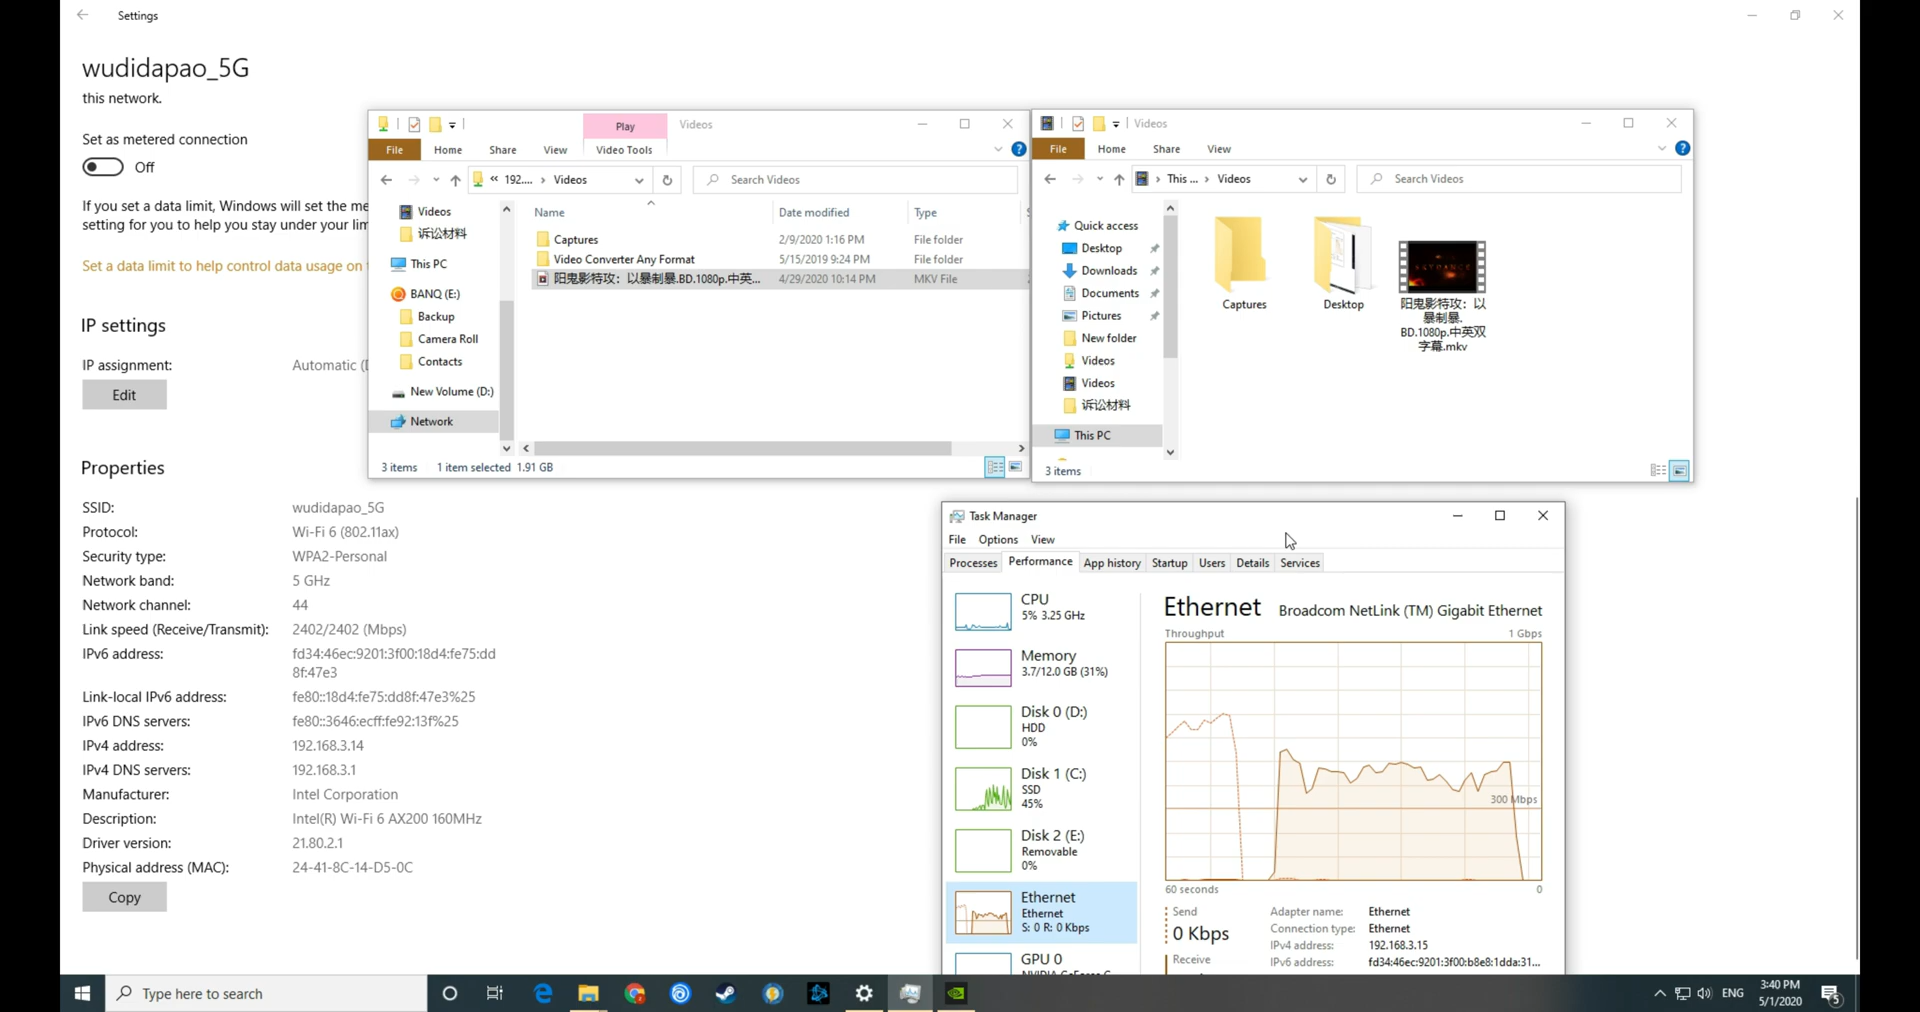 Settings
wudidapao_5G
this network.
Set as metered connection
Off
If you set a data limit, Windows will set the me
setting for you to help you stay under your lim
Set a data limit to help control data usage on t
IP settings
IP assignment: Automatic (D
Edit
Properties
SSID: wudidapao_5G
Protocol: Wi-Fi 6 (802.11ax)
Security type: WPA2-Personal
Network band: 5 GHz
Network channel: 44
Link speed (Receive/Transmit): 2402/2402 (Mbps)
IPv6 address: fd34:46ec:9201:3f00:18d4:fe75:dd
8f:47e3
Link-local IPv6 address: fe80::18d4:fe75:dd8f:47e3%25
IPv6 DNS servers: fe80::3646:ecff:fe92:13f%25
IPv4 address: 192.168.3.14
IPv4 DNS servers: 192.168.3.1
Manufacturer: Intel Corporation
Description: Intel(R) Wi-Fi 6 AX200 160MHz
Driver version: 21.80.2.1
Physical address (MAC): 24-41-8C-14-D5-0C
Copy
Play Videos
File Home Share View Video Tools
« 192.... › Videos Search Videos
Videos
诉讼材料
This PC
BANQ (E:)
Backup
Camera Roll
Contacts
New Volume (D:)
Network
Name Date modified Type
Captures 2/9/2020 1:16 PM File folder
Video Converter Any Format 5/15/2019 9:24 PM File folder
阳鬼影特攻：以暴制暴.BD.1080p.中英... 4/29/2020 10:14 PM MKV File
3 items 1 item selected 1.91 GB
Videos
File Home Share View
› This ... › Videos Search Videos
Quick access
Desktop
Downloads
Documents
Pictures
New folder
Videos
Videos
诉讼材料
This PC
Captures
Desktop
阳鬼影特攻：以
暴制暴.
BD.1080p.中英双
字幕.mkv
3 items
Task Manager
File Options View
Processes Performance App history Startup Users Details Services
CPU
5% 3.25 GHz
Memory
3.7/12.0 GB (31%)
Disk 0 (D:)
HDD
0%
Disk 1 (C:)
SSD
45%
Disk 2 (E:)
Removable
0%
Ethernet
Ethernet
S: 0 R: 0 Kbps
GPU 0
Ethernet Broadcom NetLink (TM) Gigabit Ethernet
Throughput 1 Gbps
300 Mbps
60 seconds 0
Send
0 Kbps
Receive
Adapter name: Ethernet
Connection type: Ethernet
IPv4 address: 192.168.3.15
IPv6 address: fd34:46ec:9201:3f00:b8e8:1dda:31...
Type here to search
ENG
3:40 PM
5/1/2020
5